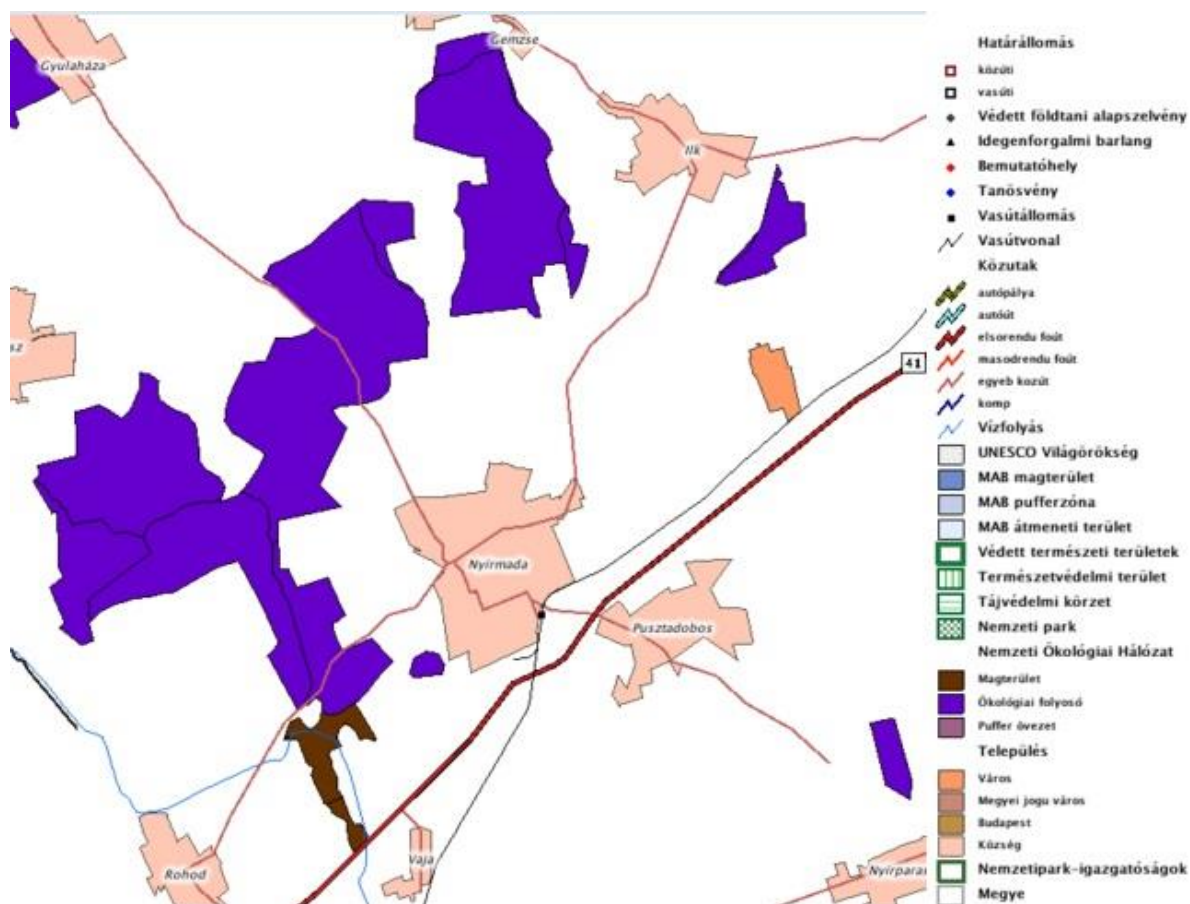 Gyulaháza
Gemzse
Ilk
sz
41
Nyírmada
Pusztadobos
Rohod
Vaja
Nyírparas
Határállomás
közúti
vasúti
Védett földtani alapszelvény
Idegenforgalmi barlang
Bemutatóhely
Tanösvény
Vasútállomás
Vasútvonal
Közutak
autópálya
autóút
elsorendu foút
masodrendu foút
egyeb kozút
komp
Vízfolyás
UNESCO Világörökség
MAB magterület
MAB pufferzóna
MAB átmeneti terület
Védett természeti területek
Természetvédelmi terület
Tájvédelmi körzet
Nemzeti park
Nemzeti Ökológiai Hálózat
Magterület
Ökológiai folyosó
Puffer övezet
Település
Város
Megyei jogu város
Budapest
Község
Nemzetipark-igazgatóságok
Megye